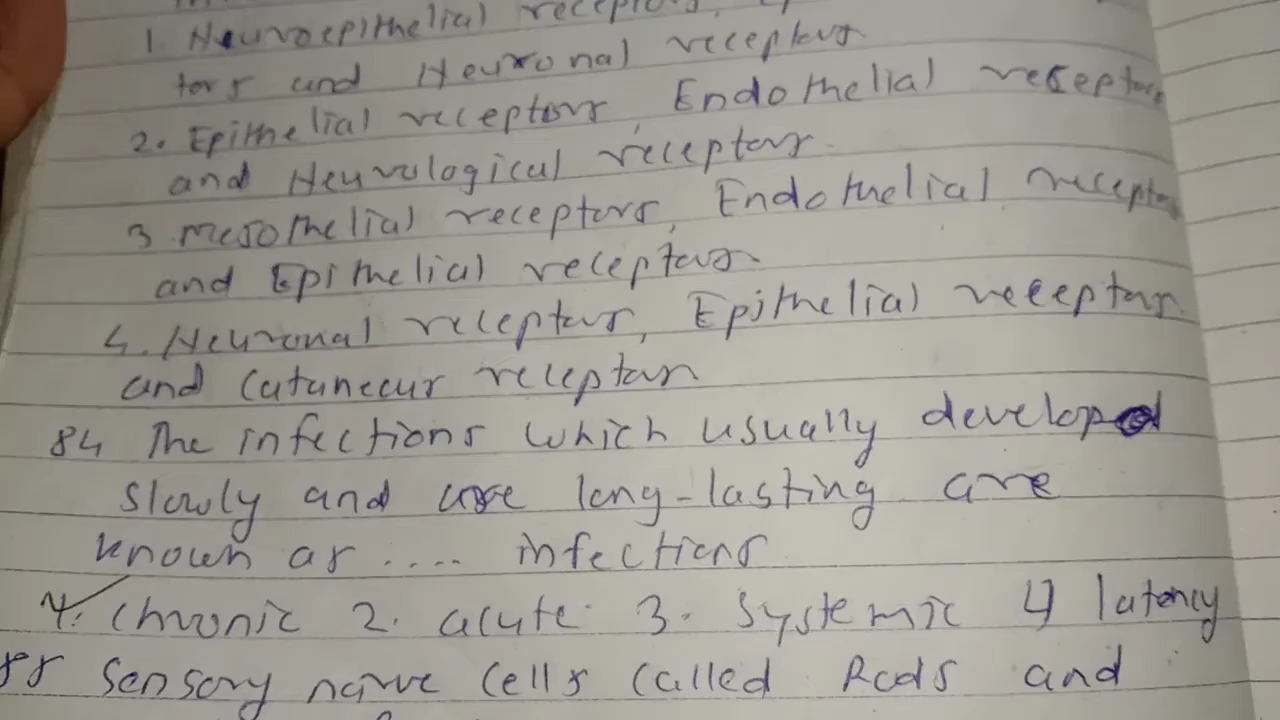 1. Neuroepithelial receptors,
tors and Neuronal receptors.
2. Epithelial receptors, Endothelial receptors
and Neurological receptors.
3 Mesothelial receptors, Endothelial receptors
and Epithelial receptors.
4. Neuronal receptors, Epithelial receptors
and Cutaneous receptors
84 The infections which usually developed
slowly and are long-lasting are
known as .... infections
1. Chronic 2. acute 3. Systemic 4) latency
85 Sensory nerve cells called Rods and